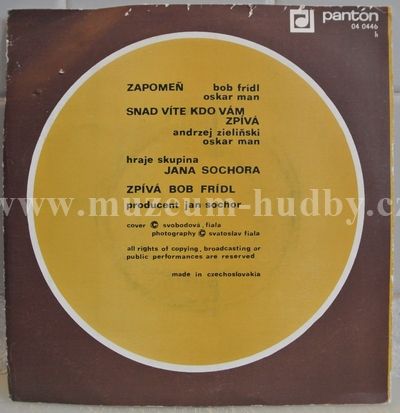 pantón
04 0446
h
ZAPOMEŇ bob frídl
oskar man
SNAD VÍTE KDO VÁM
ZPÍVÁ
andrzej zieliński
oskar man
hraje skupina
JANA SOCHORA
ZPÍVÁ BOB FRÍDL
www.muzeum-hudby.cz
producent jan sochor
cover © svobodová, fiala
photography © svatoslav fiala
all rights of copying, broadcasting or
public performances are reserved
made in czechoslovakia